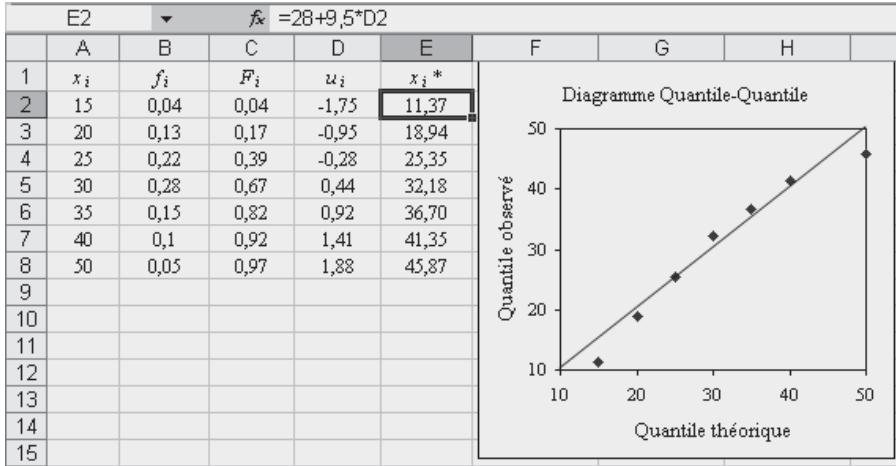 E2 fx =28+9,5*D2
A B C D E F G H
1 x i f i F i u i x i *
2 15 0,04 0,04 -1,75 11,37
3 20 0,13 0,17 -0,95 18,94
4 25 0,22 0,39 -0,28 25,35
5 30 0,28 0,67 0,44 32,18
6 35 0,15 0,82 0,92 36,70
7 40 0,1 0,92 1,41 41,35
8 50 0,05 0,97 1,88 45,87
9
10
11
12
13
14
15
Diagramme Quantile-Quantile
50
40
30
20
10
Quantile observé
10 20 30 40 50
Quantile théorique